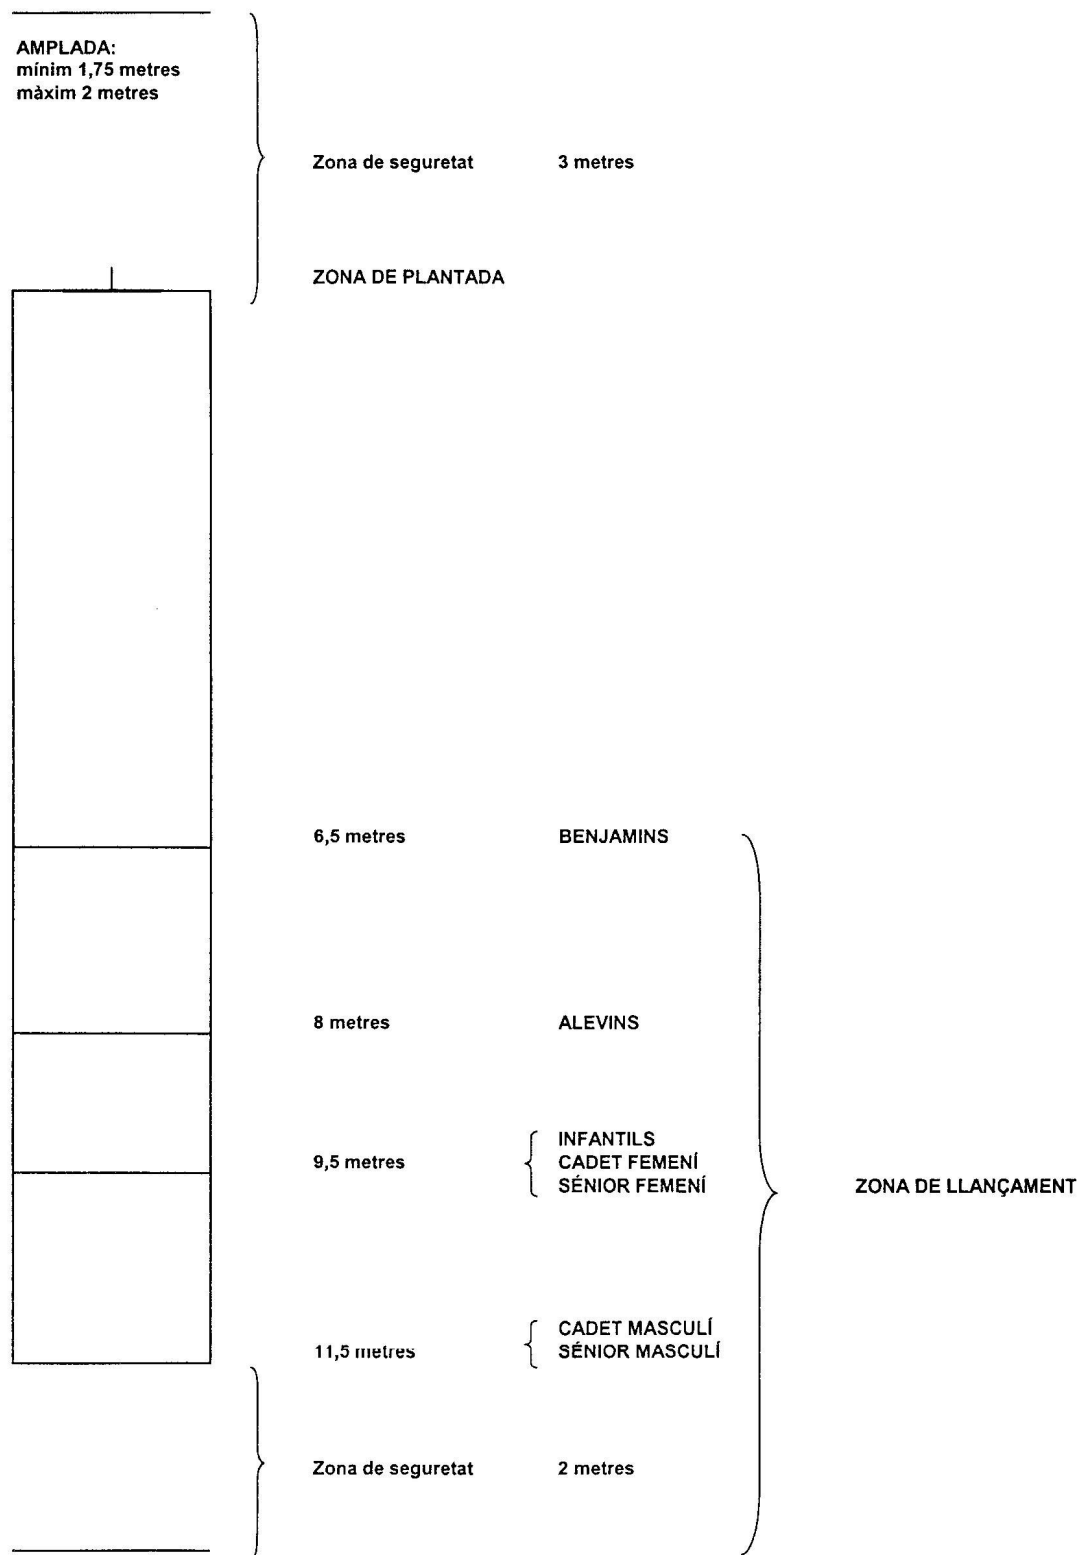 AMPLADA:
mínim 1,75 metres
màxim 2 metres
Zona de seguretat 3 metres
ZONA DE PLANTADA
6,5 metres BENJAMINS
8 metres ALEVINS
INFANTILS
9,5 metres CADET FEMENÍ
SÉNIOR FEMENÍ
ZONA DE LLANÇAMENT
CADET MASCULÍ
11,5 metres SÉNIOR MASCULÍ
Zona de seguretat 2 metres